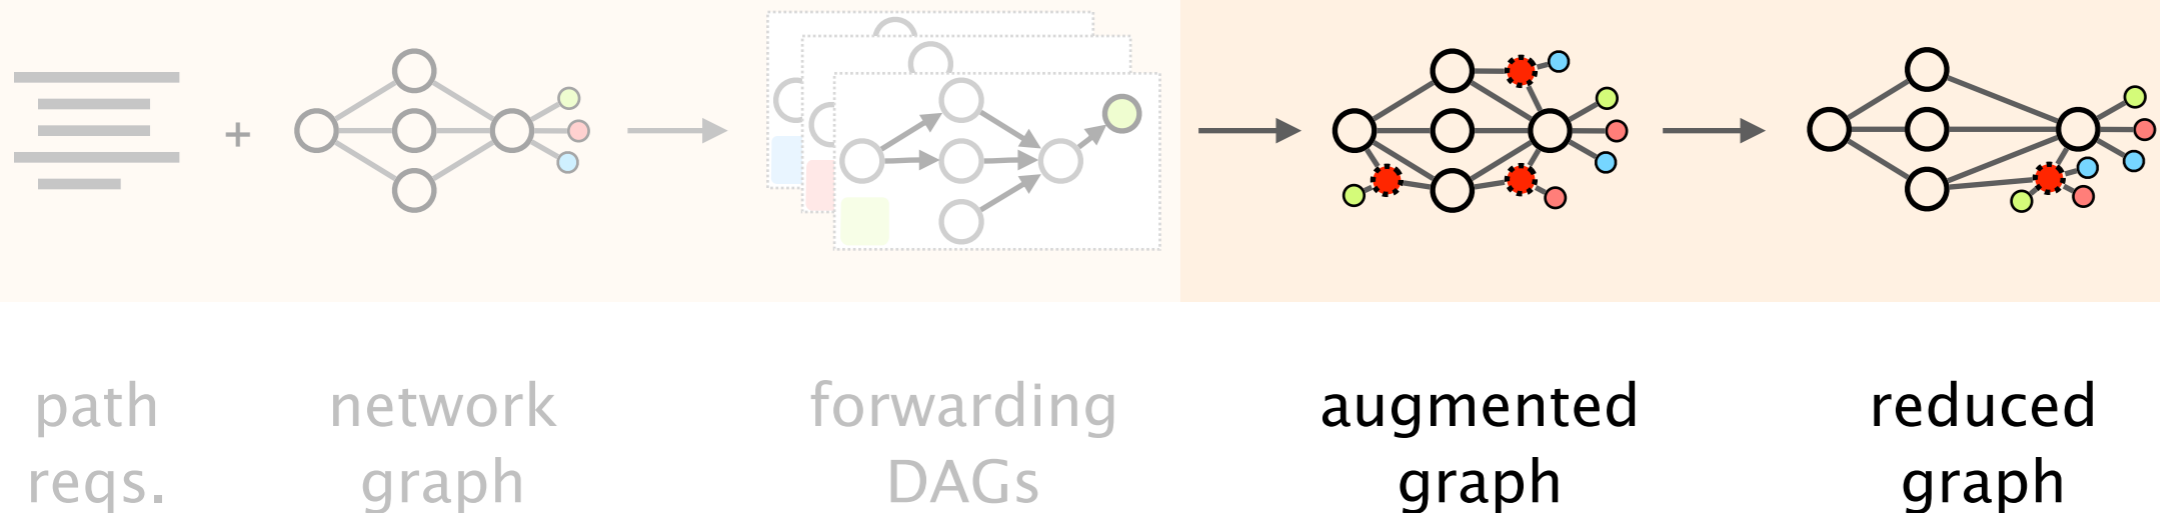 +
path reqs.
network graph
forwarding DAGs
augmented graph
reduced graph